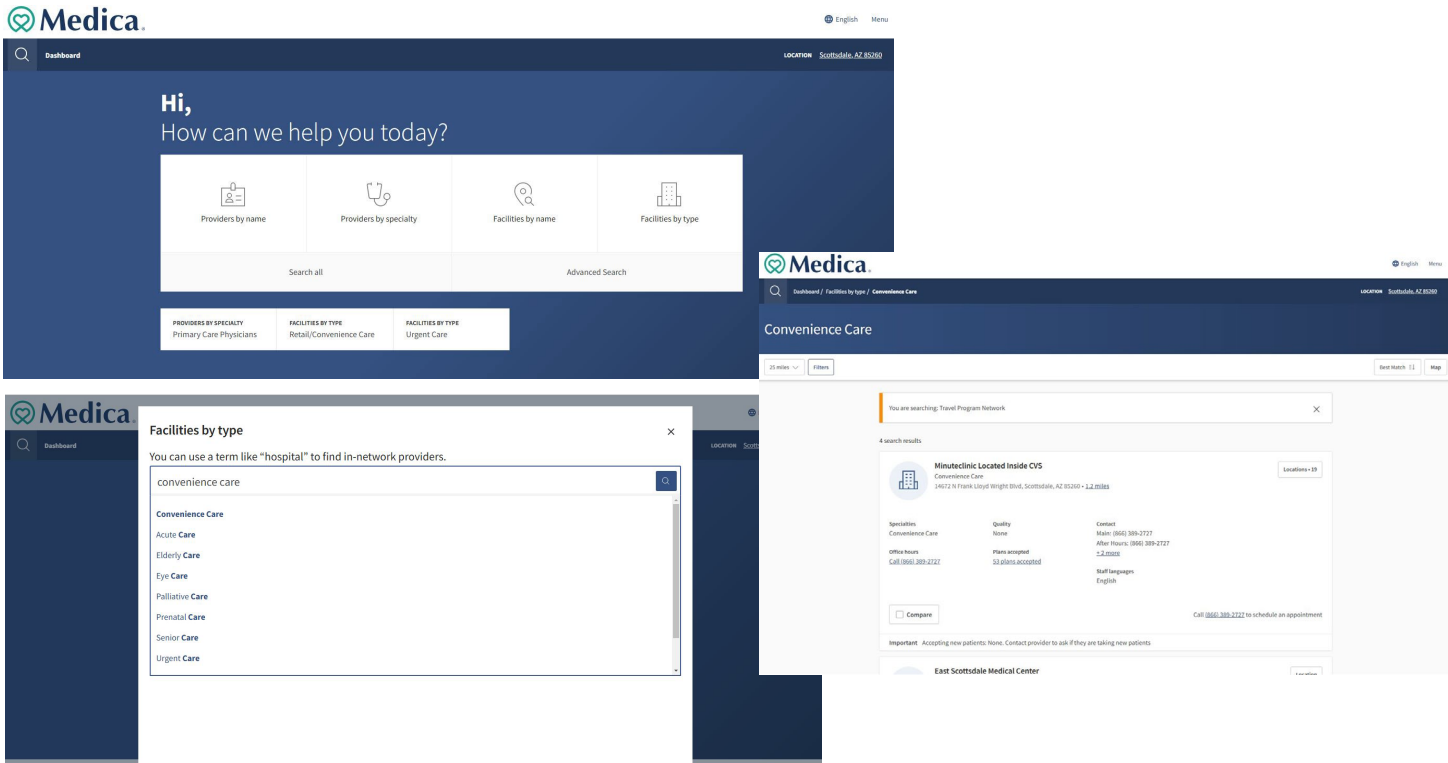 Medica.
English Menu
Dashboard
LOCATION Scottsdale, AZ 85260
Hi,
How can we help you today?
Providers by name
Providers by specialty
Facilities by name
Facilities by type
Search all
Advanced Search
PROVIDERS BY SPECIALTY
Primary Care Physicians
FACILITIES BY TYPE
Retail/Convenience Care
FACILITIES BY TYPE
Urgent Care
Medica.
Dashboard
LOCATION
Facilities by type
You can use a term like “hospital” to find in-network providers.
convenience care
Convenience Care
Acute Care
Elderly Care
Eye Care
Palliative Care
Prenatal Care
Senior Care
Urgent Care
Medica.
English Menu
Dashboard / Facilities by type / Convenience Care
LOCATION Scottsdale, AZ 85260
Convenience Care
25 miles
Filters
Best Match
Map
You are searching: Travel Program Network
4 search results
Minuteclinic Located Inside CVS
Convenience Care
14672 N Frank Lloyd Wright Blvd, Scottsdale, AZ 85260 • 1.2 miles
Locations • 19
Specialties
Convenience Care
Office hours
Call (866) 389-2727
Quality
None
Plans accepted
53 plans accepted
Contact
Main: (866) 389-2727
After Hours: (866) 389-2727
+ 2 more
Staff languages
English
Compare
Call (866) 389-2727 to schedule an appointment
Important Accepting new patients: None. Contact provider to ask if they are taking new patients
East Scottsdale Medical Center
Location